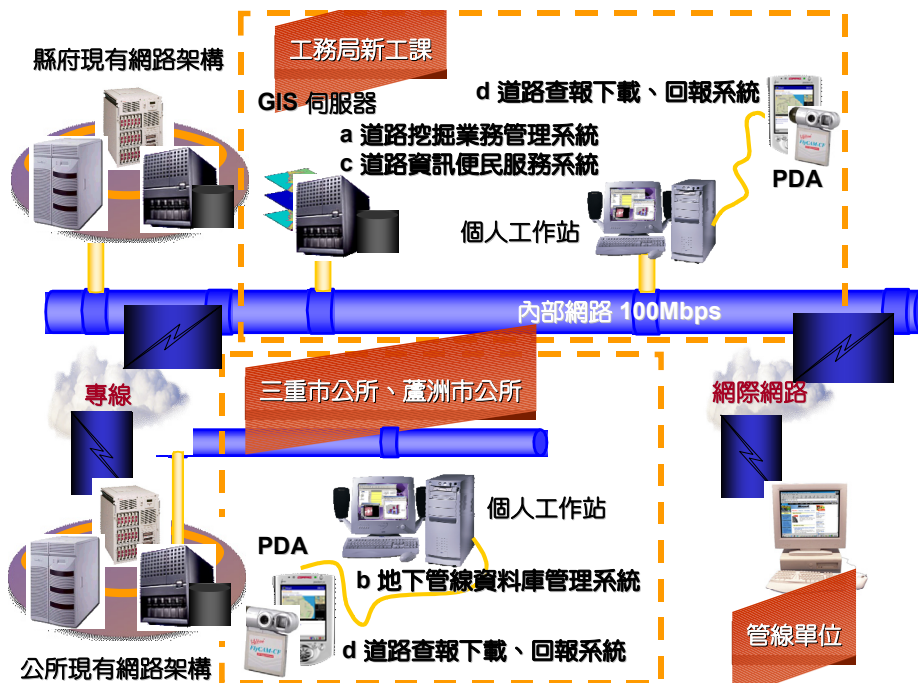 工務局新工課
縣府現有網路架構
GIS 伺服器
d 道路查報下載、回報系統
a 道路挖掘業務管理系統
c 道路資訊便民服務系統
PDA
個人工作站
內部網路 100Mbps
三重市公所、蘆洲市公所
專線
網際網路
個人工作站
PDA
b 地下管線資料庫管理系統
d 道路查報下載、回報系統
管線單位
公所現有網路架構